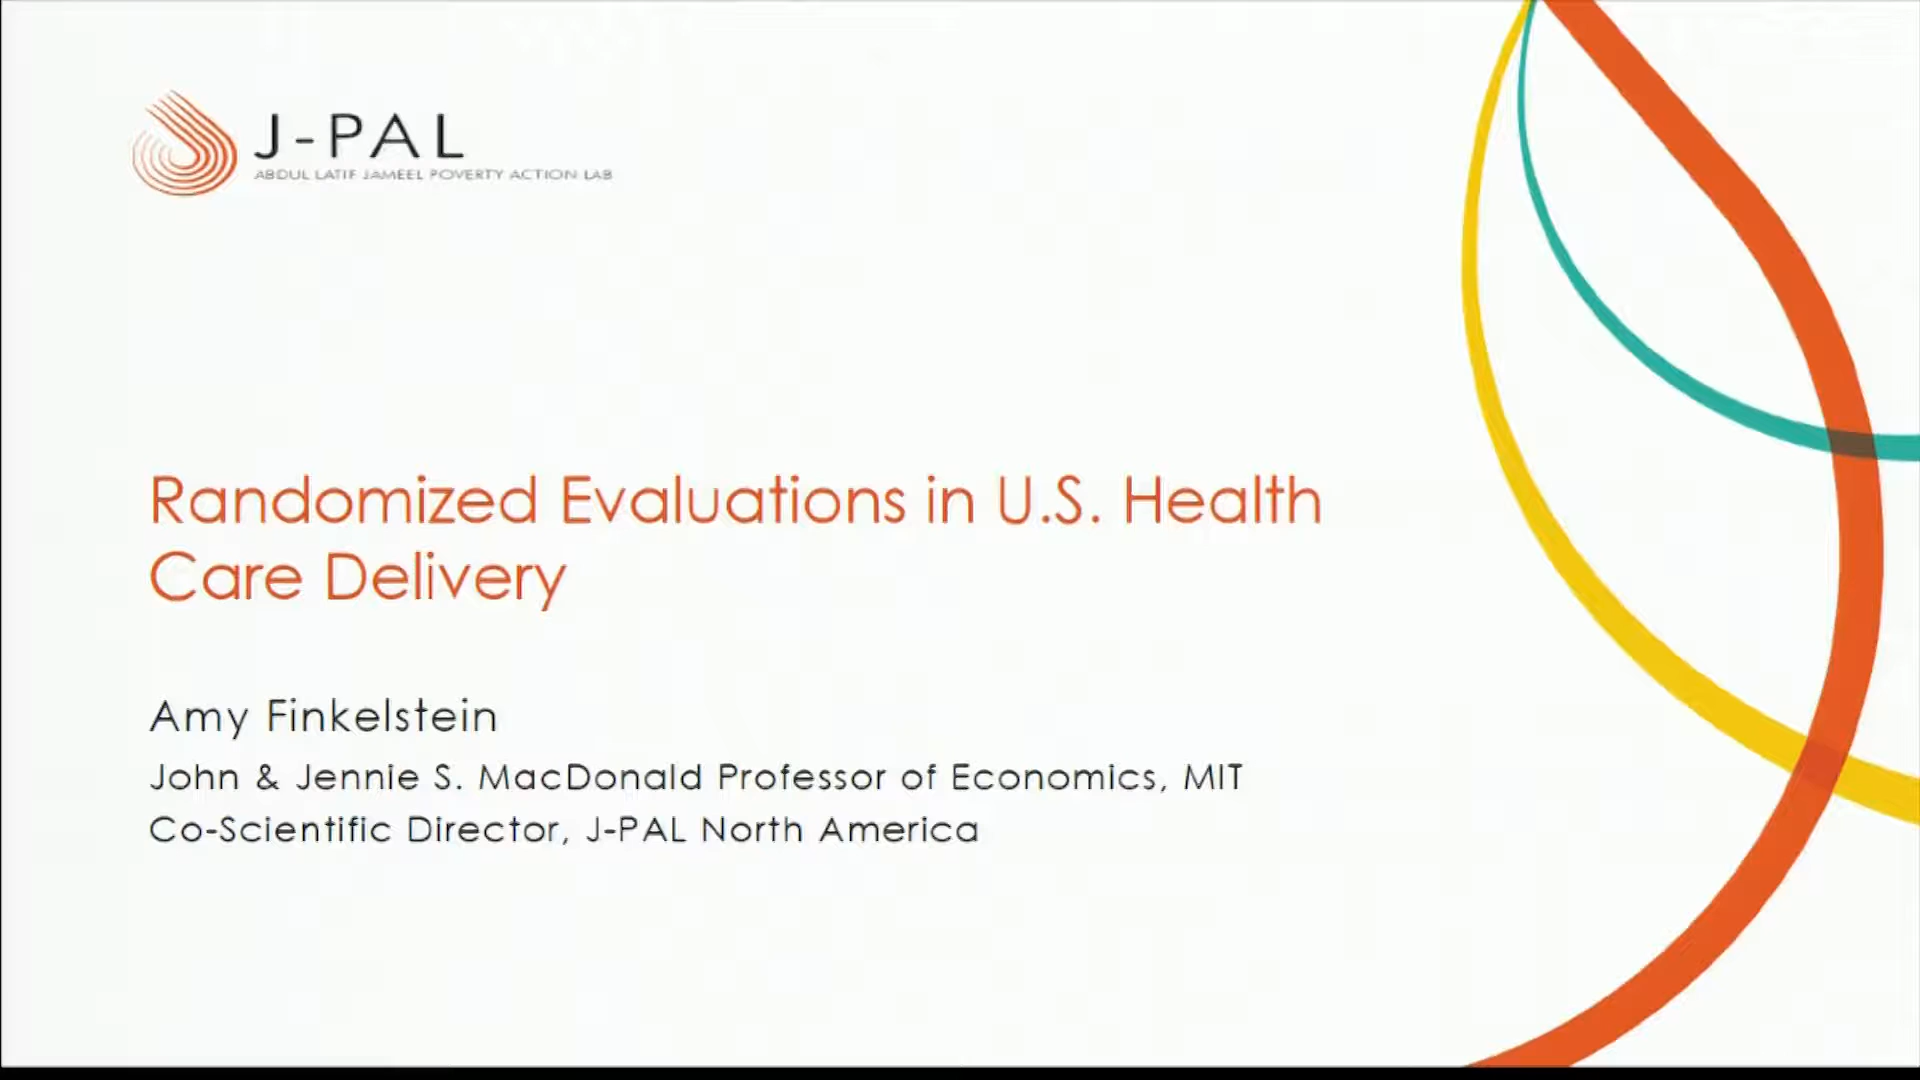 J-PAL
ABDUL LATIF JAMEEL POVERTY ACTION LAB
Randomized Evaluations in U.S. Health
Care Delivery
Amy Finkelstein
John & Jennie S. MacDonald Professor of Economics, MIT
Co-Scientific Director, J-PAL North America